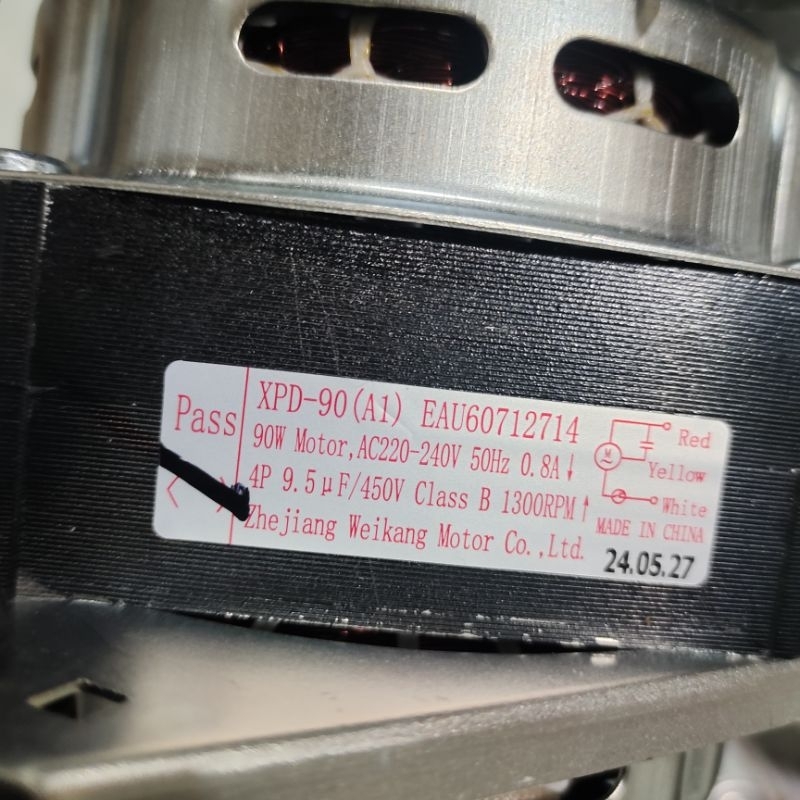 Pass
XPD-90(A1) EAU60712714
90W Motor,AC220-240V 50Hz 0.8A↓
4P 9.5μF/450V Class B 1300RPM↑
Zhejiang Weikang Motor Co.,Ltd.
M
Red
Yellow
White
MADE IN CHINA
24.05.27